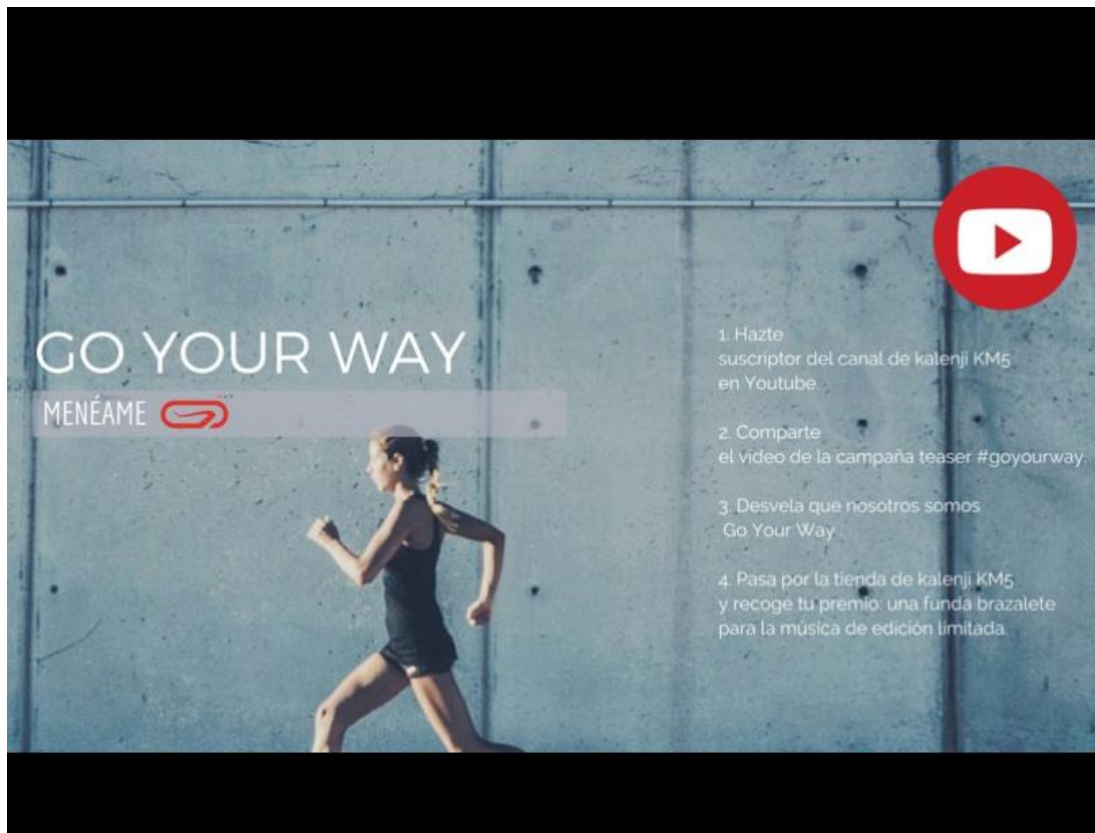 GO YOUR WAY
MENÉAME
1. Hazte
suscriptor del canal de kalenji KM5
en Youtube.
2. Comparte
el video de la campaña teaser #goyourway.
3. Desvela que nosotros somos
Go Your Way
4. Pasa por la tienda de kalenji KM5
y recoge tu premio: una funda brazalete
para la música de edición limitada.